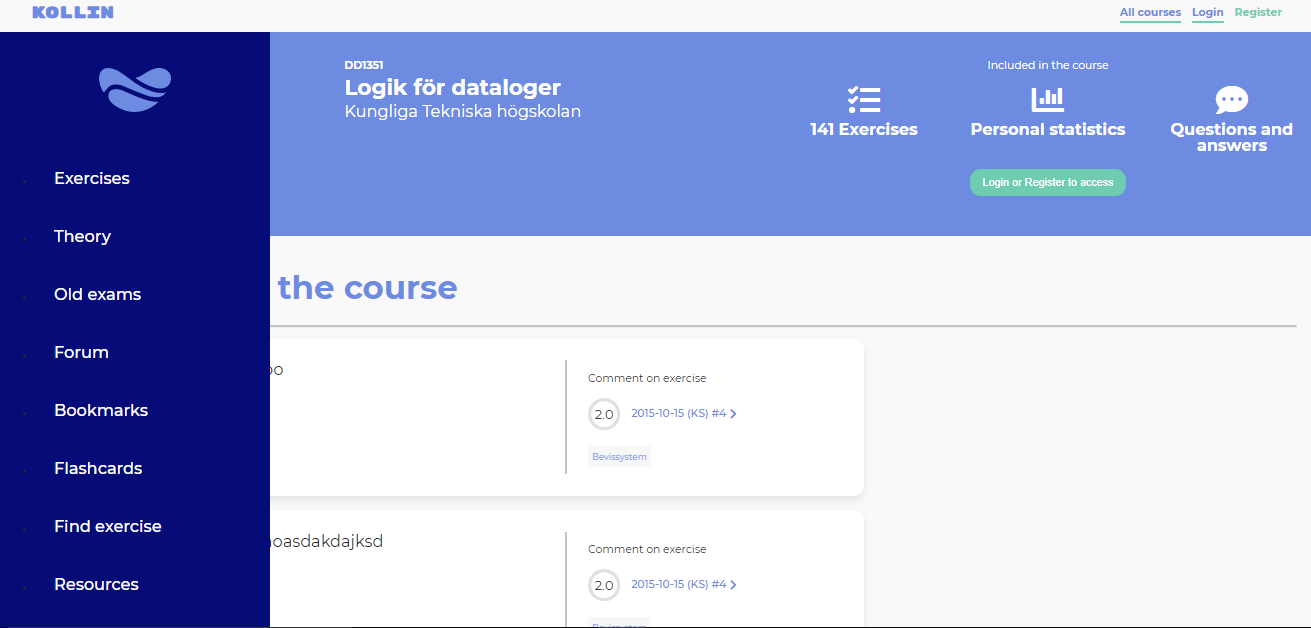 KOLLIN
All courses Login Register
DD1351
Logik för dataloger
Kungliga Tekniska högskolan
Included in the course
141 Exercises
Personal statistics
Questions and
answers
Login or Register to access
Exercises
Theory
Old exams
Forum
Bookmarks
Flashcards
Find exercise
Resources
the course
Comment on exercise
2.0 2015-10-15 (KS) #4
Bevissystem
oasdakdajksd
Comment on exercise
2.0 2015-10-15 (KS) #4
Bevissystem